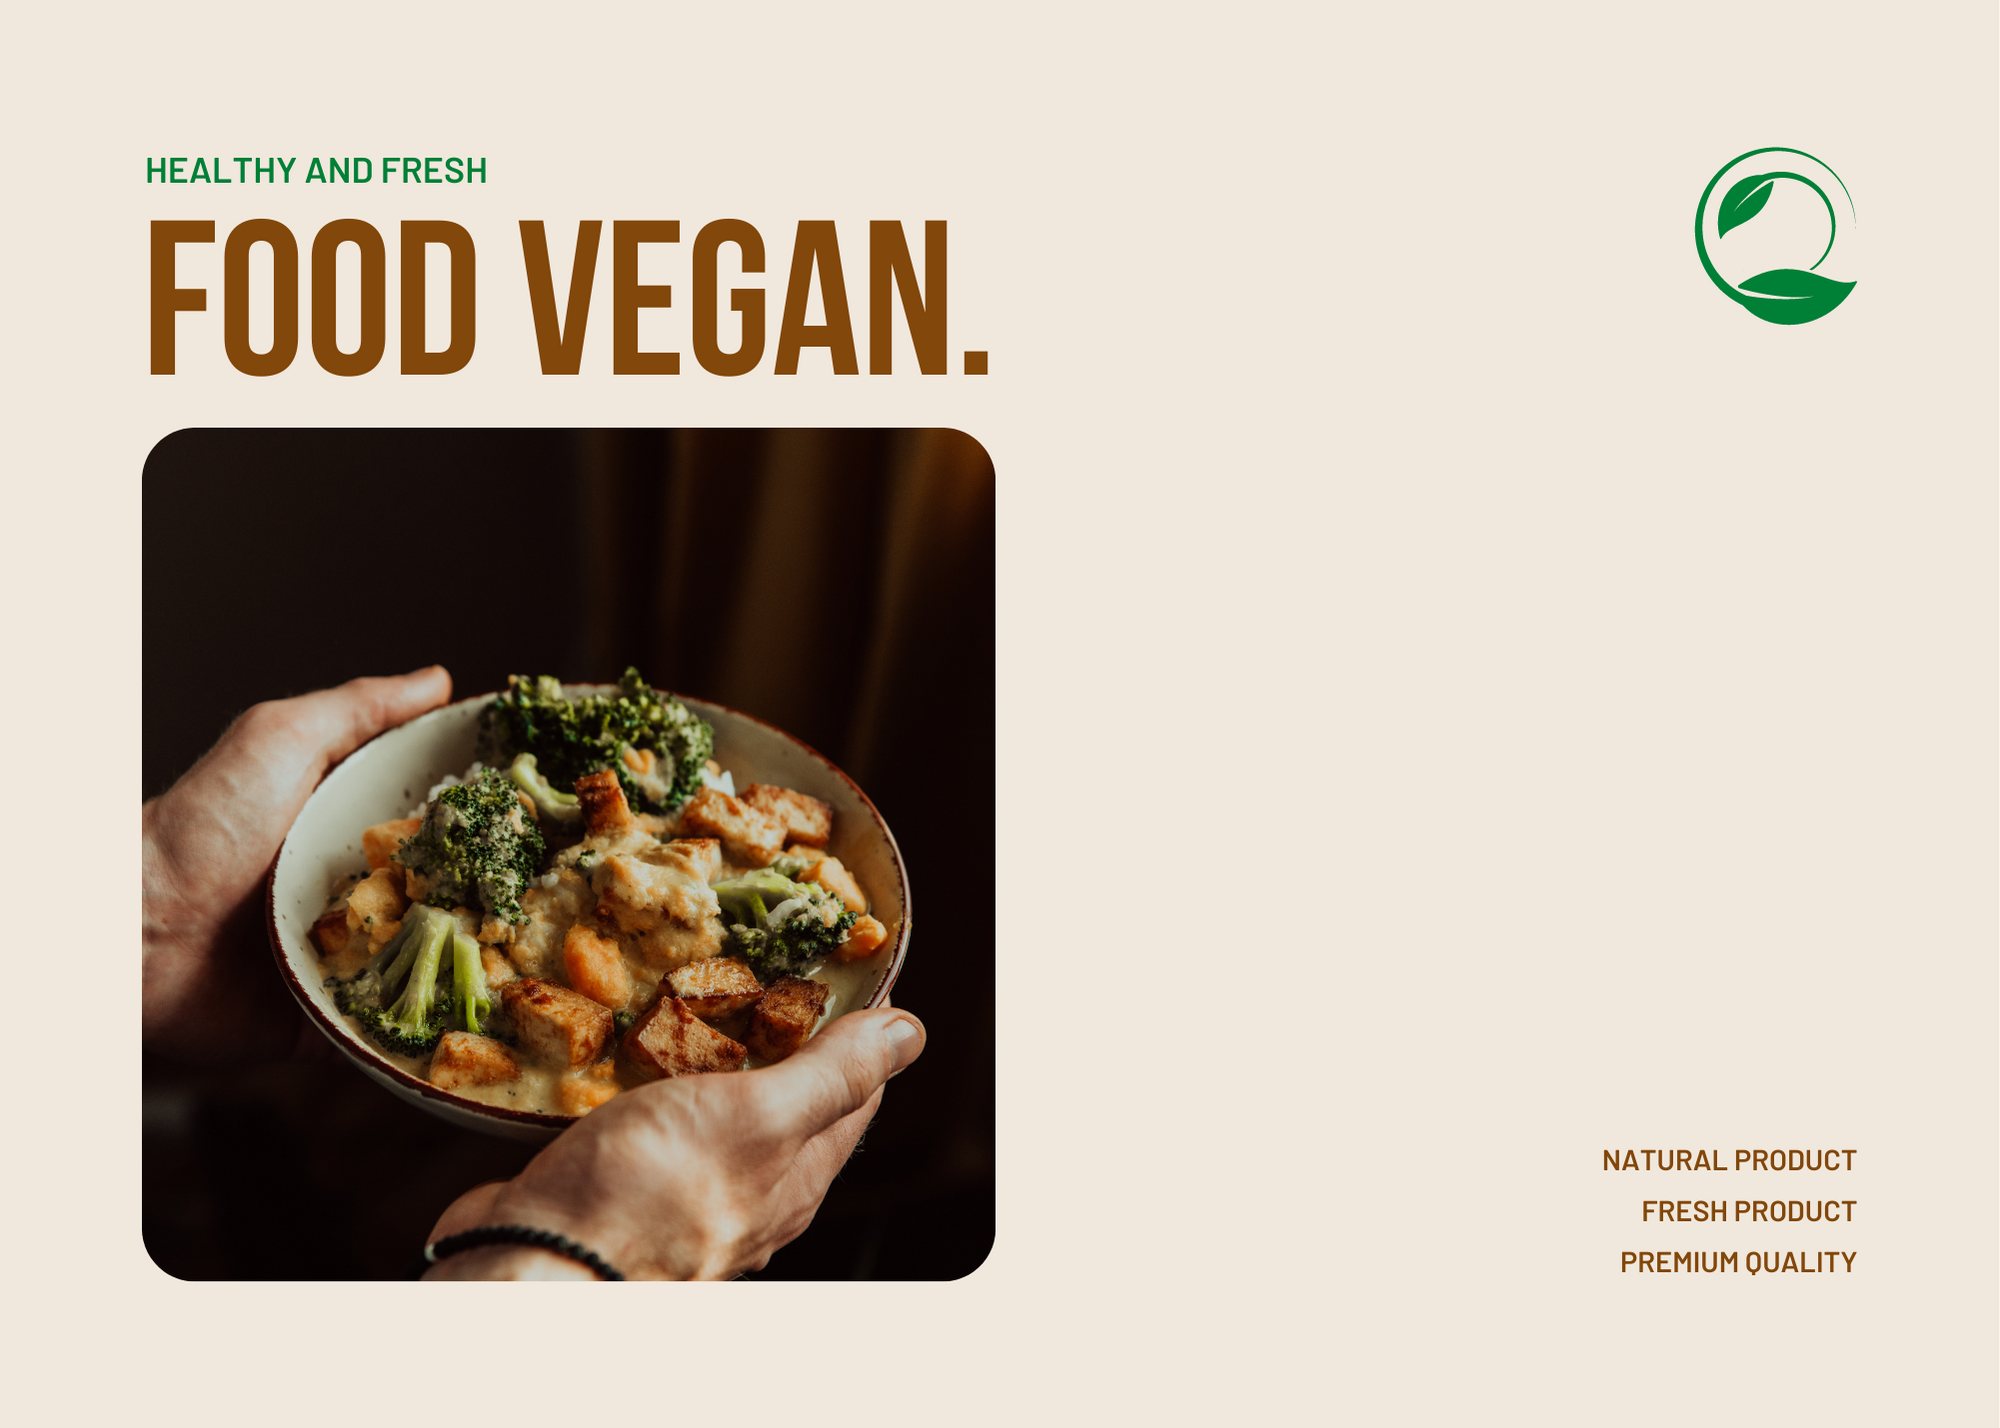 HEALTHY AND FRESH
FOOD VEGAN.
NATURAL PRODUCT
FRESH PRODUCT
PREMIUM QUALITY